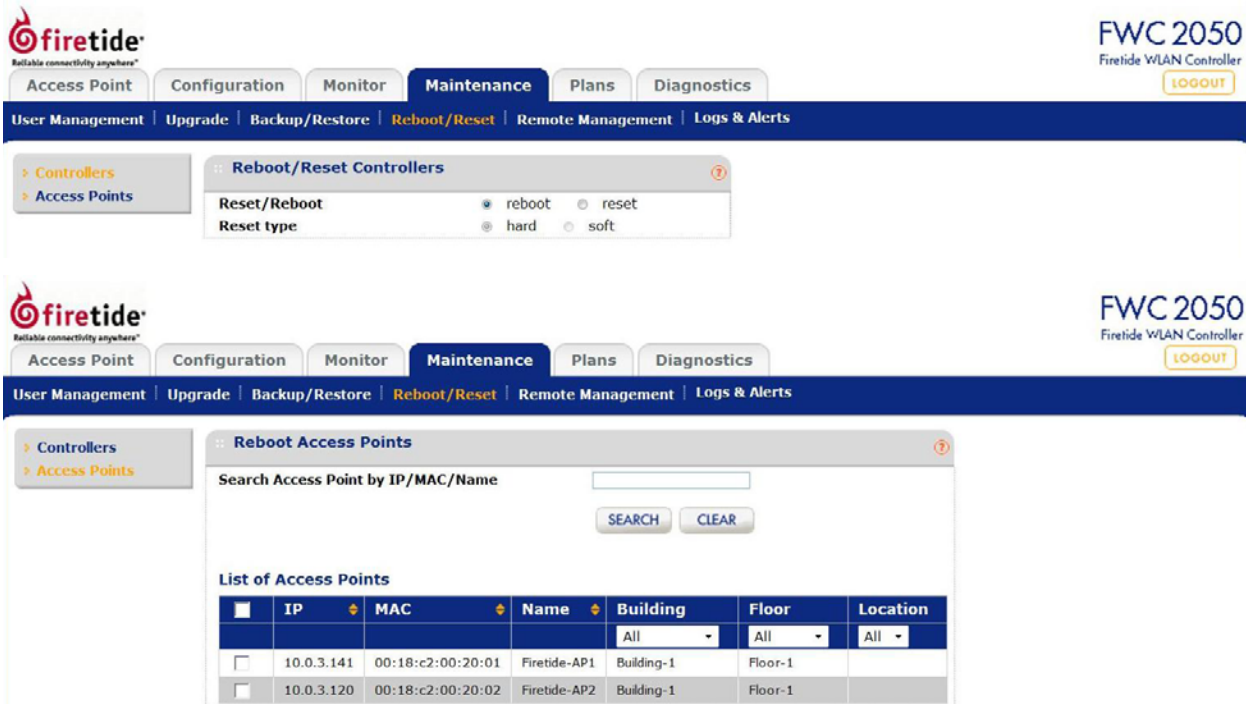 firetide
Reliable connectivity anywhere
FWC 2050
Firetide WLAN Controller
LOGOUT
Access Point Configuration Monitor Maintenance Plans Diagnostics
User Management | Upgrade | Backup/Restore | Reboot/Reset | Remote Management | Logs & Alerts
Controllers
Access Points
Reboot/Reset Controllers ?
Reset/Reboot reboot reset
Reset type hard soft
firetide
Reliable connectivity anywhere
FWC 2050
Firetide WLAN Controller
LOGOUT
Access Point Configuration Monitor Maintenance Plans Diagnostics
User Management | Upgrade | Backup/Restore | Reboot/Reset | Remote Management | Logs & Alerts
Controllers
Access Points
Reboot Access Points ?
Search Access Point by IP/MAC/Name
SEARCH CLEAR
List of Access Points
IP MAC Name Building Floor Location
All All All
10.0.3.141 00:18:c2:00:20:01 Firetide-AP1 Building-1 Floor-1
10.0.3.120 00:18:c2:00:20:02 Firetide-AP2 Building-1 Floor-1